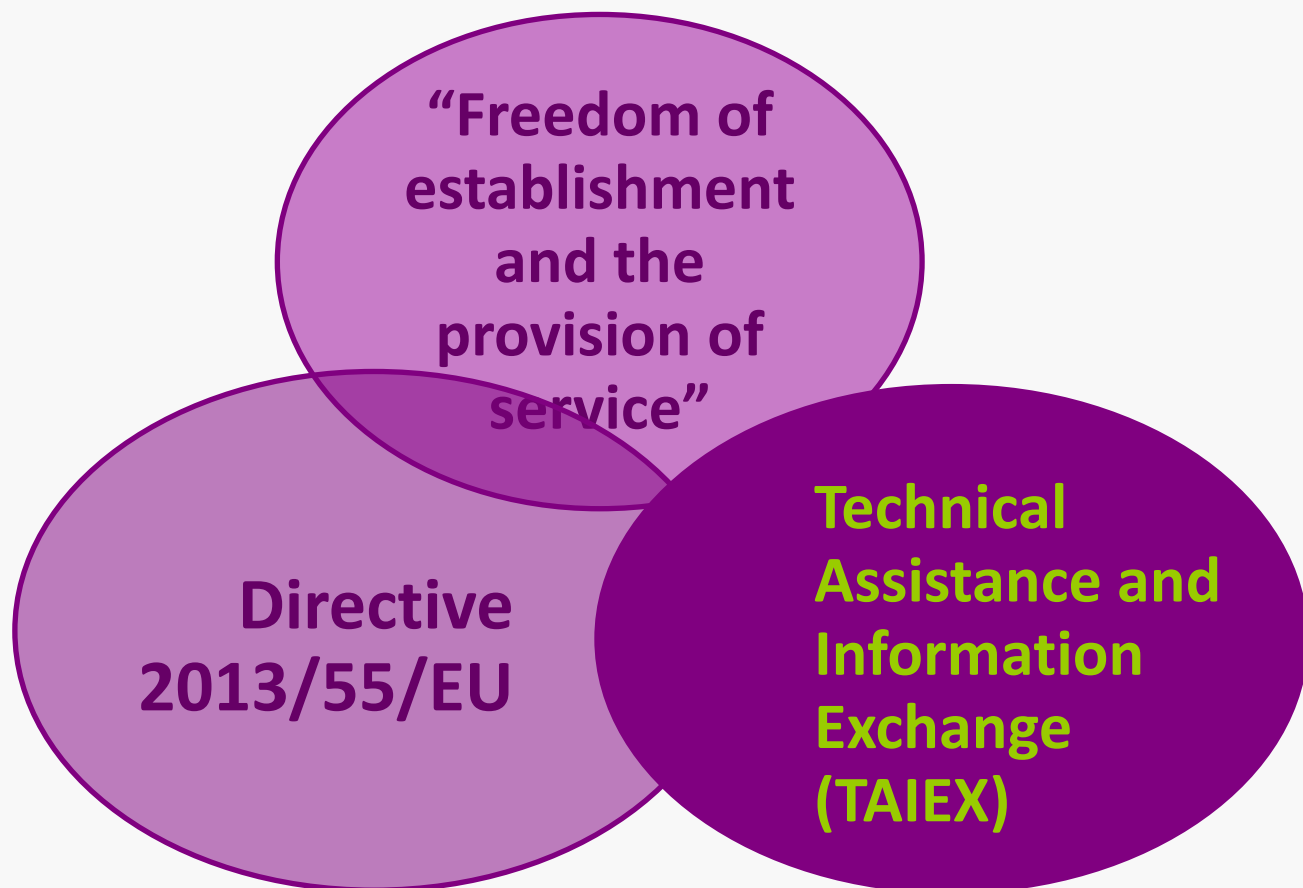 “Freedom of
establishment
and the
provision of
service”
Directive
2013/55/EU
Technical
Assistance and
Information
Exchange
(TAIEX)